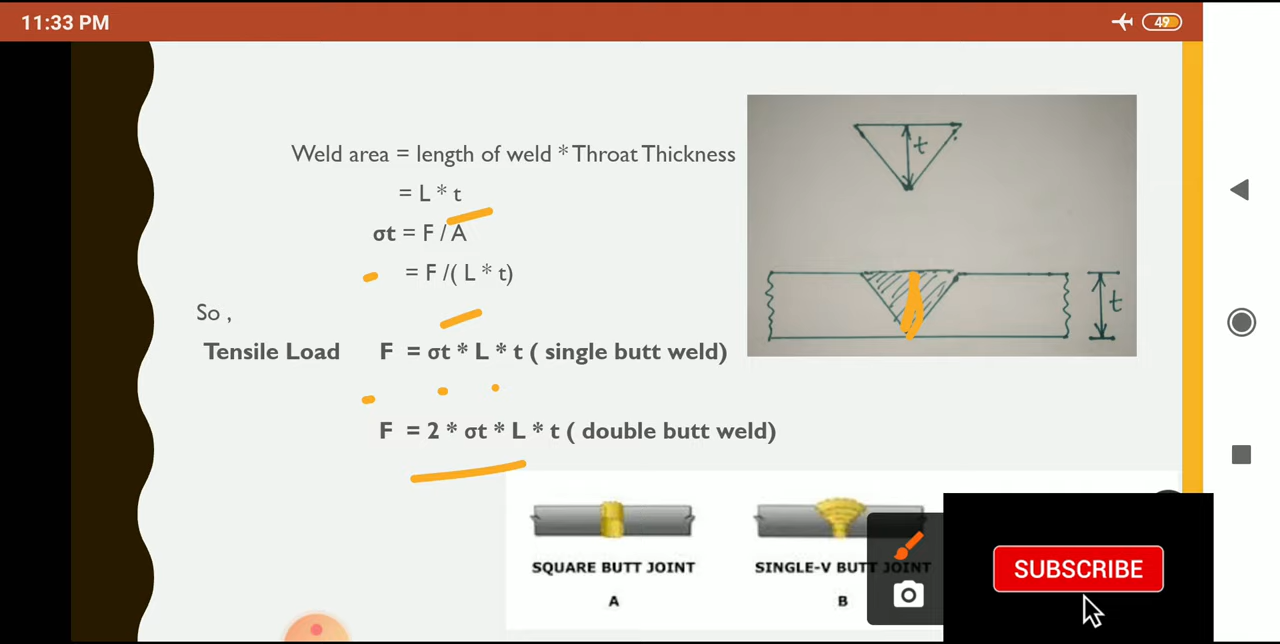 11:33 PM
49
Weld area = length of weld * Throat Thickness
= L * t
σt = F / A
= F /( L * t)
So ,
Tensile Load F = σt * L * t ( single butt weld)
F = 2 * σt * L * t ( double butt weld)
t
t
SQUARE BUTT JOINT
A
SINGLE-V BUTT JOINT
B
SUBSCRIBE